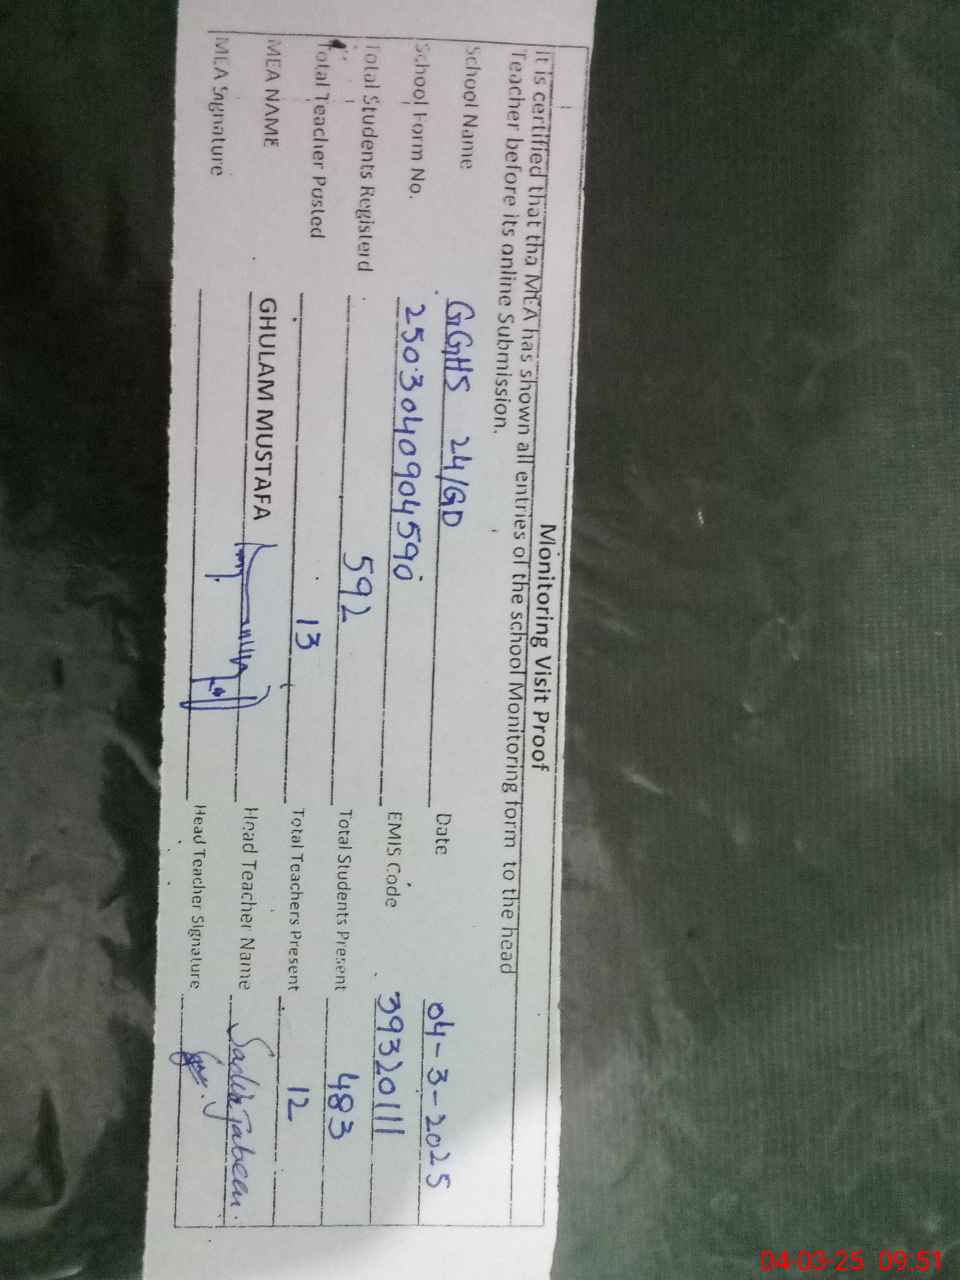 Monitoring Visit Proof
It is certified that tha MEA has shown all entries of the school Monitoring form to the head
Teacher before its online Submission.
School Name GGHS 24/GD Date 04-3-2025
School Form No. 2503040904590 EMIS Code 39320111
Total Students Registerd 592 Total Students Present 483
Total Teacher Posted 13 Total Teachers Present 12
MEA NAME GHULAM MUSTAFA Head Teacher Name Jabeen
MEA Signature Head Teacher Signature
04-03-25 09:51